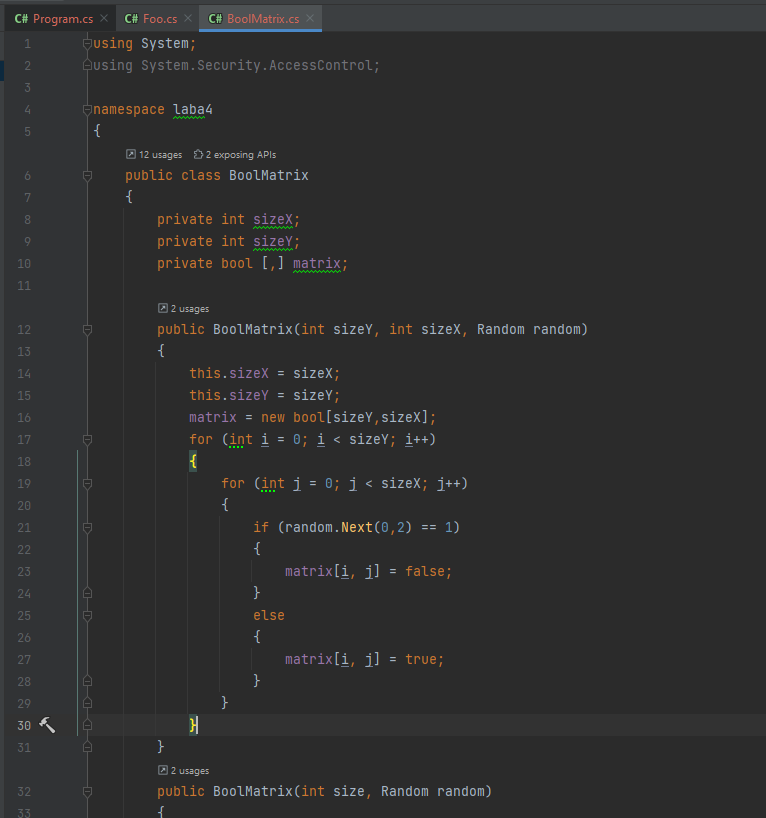 C# Program.cs × C# Foo.cs × C# BoolMatrix.cs ×
1 using System;
2 using System.Security.AccessControl;
3
4 namespace laba4
5 {
12 usages 2 exposing APIs
6 public class BoolMatrix
7 {
8 private int sizeX;
9 private int sizeY;
10 private bool [,] matrix;
11
2 usages
12 public BoolMatrix(int sizeY, int sizeX, Random random)
13 {
14 this.sizeX = sizeX;
15 this.sizeY = sizeY;
16 matrix = new bool[sizeY,sizeX];
17 for (int i = 0; i < sizeY; i++)
18 {
19 for (int j = 0; j < sizeX; j++)
20 {
21 if (random.Next(0,2) == 1)
22 {
23 matrix[i, j] = false;
24 }
25 else
26 {
27 matrix[i, j] = true;
28 }
29 }
30 }
31 }
2 usages
32 public BoolMatrix(int size, Random random)
33 {